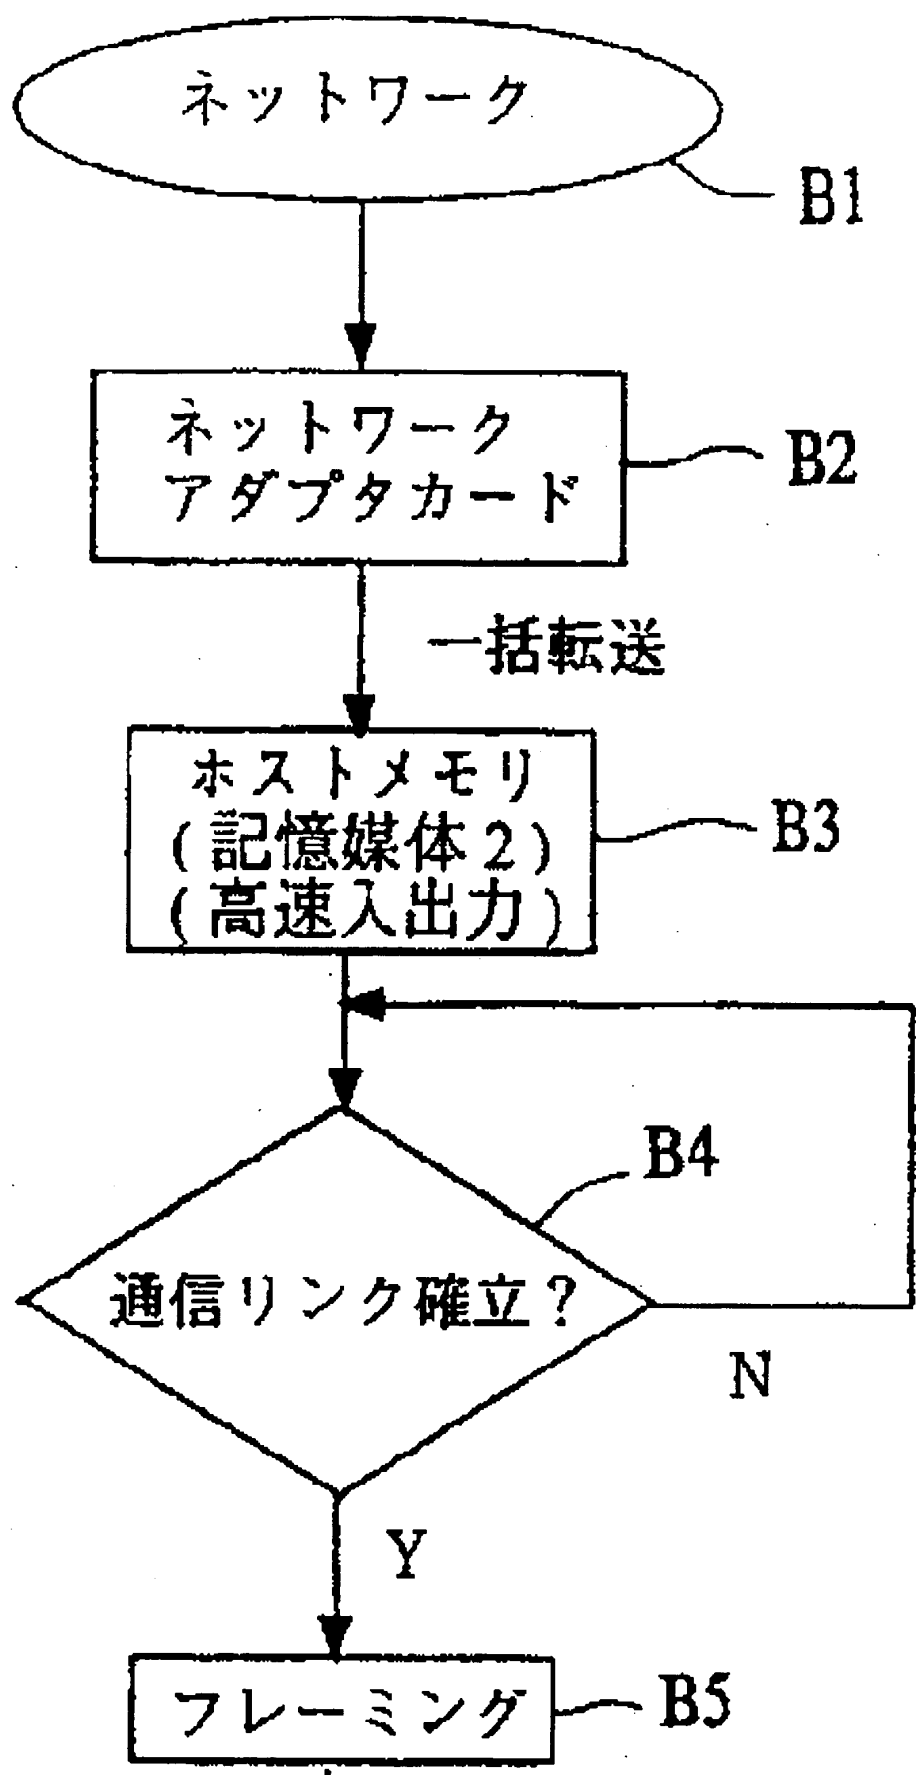 ネットワーク
B1
ネットワーク
アダプタカード
B2
一括転送
ホストメモリ
(記憶媒体2)
(高速入出力)
B3
B4
通信リンク確立?
N
Y
フレーミング
B5